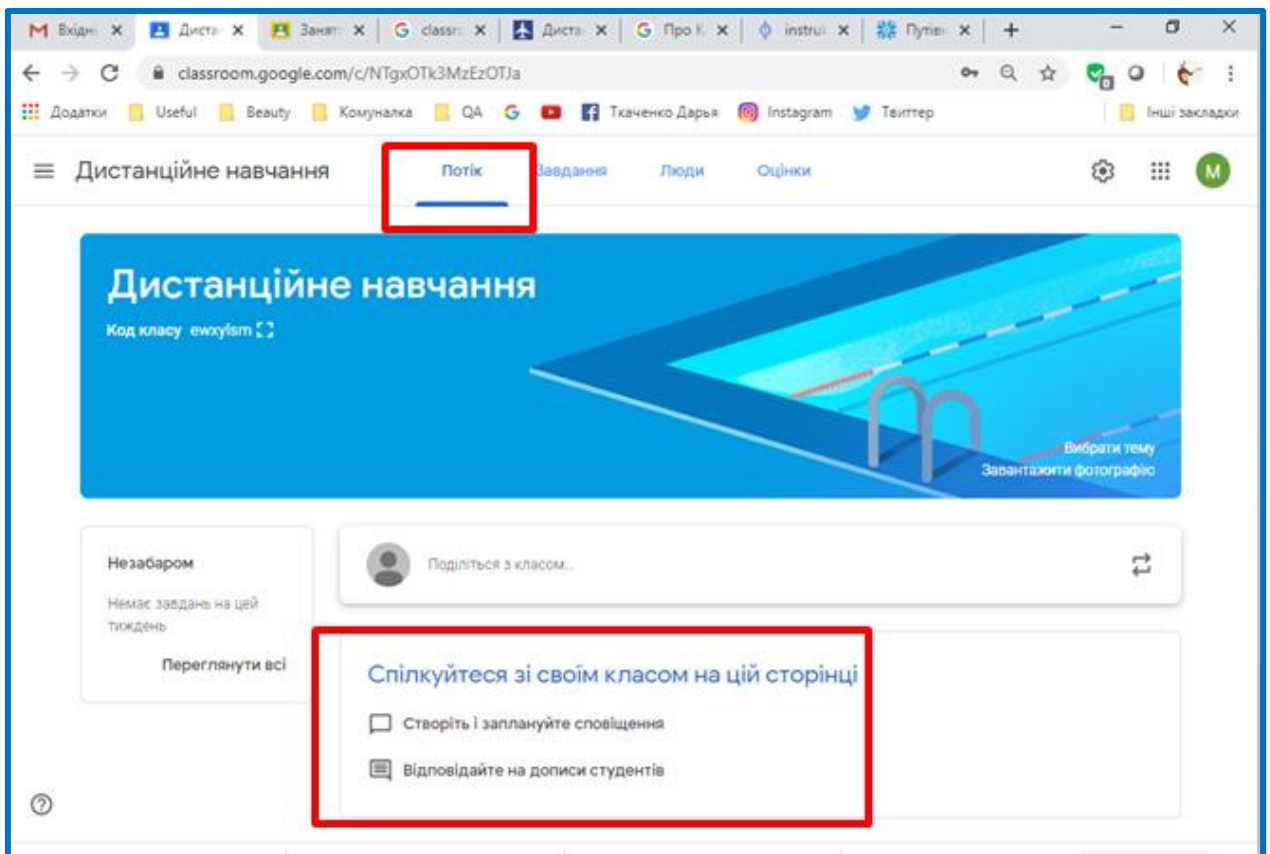 Вхідн
Диста
Занят
classr
Диста
Про К
instrui
Путівн
classroom.google.com/c/NTgxOTk3MzEzOTJa
Додатки Useful Beauty Комуналка QA Ткаченко Дарья Instagram Твиттер Інші закладки
Дистанційне навчання Потік Завдання Люди Оцінки M
Дистанційне навчання
Код класу ewxylsm
Вибрати тему
Завантажити фотографію
Незабаром
Немає завдань на цей
тиждень
Переглянути всі
Поділіться з класом...
Спілкуйтеся зі своїм класом на цій сторінці
Створіть і заплануйте сповіщення
Відповідайте на дописи студентів